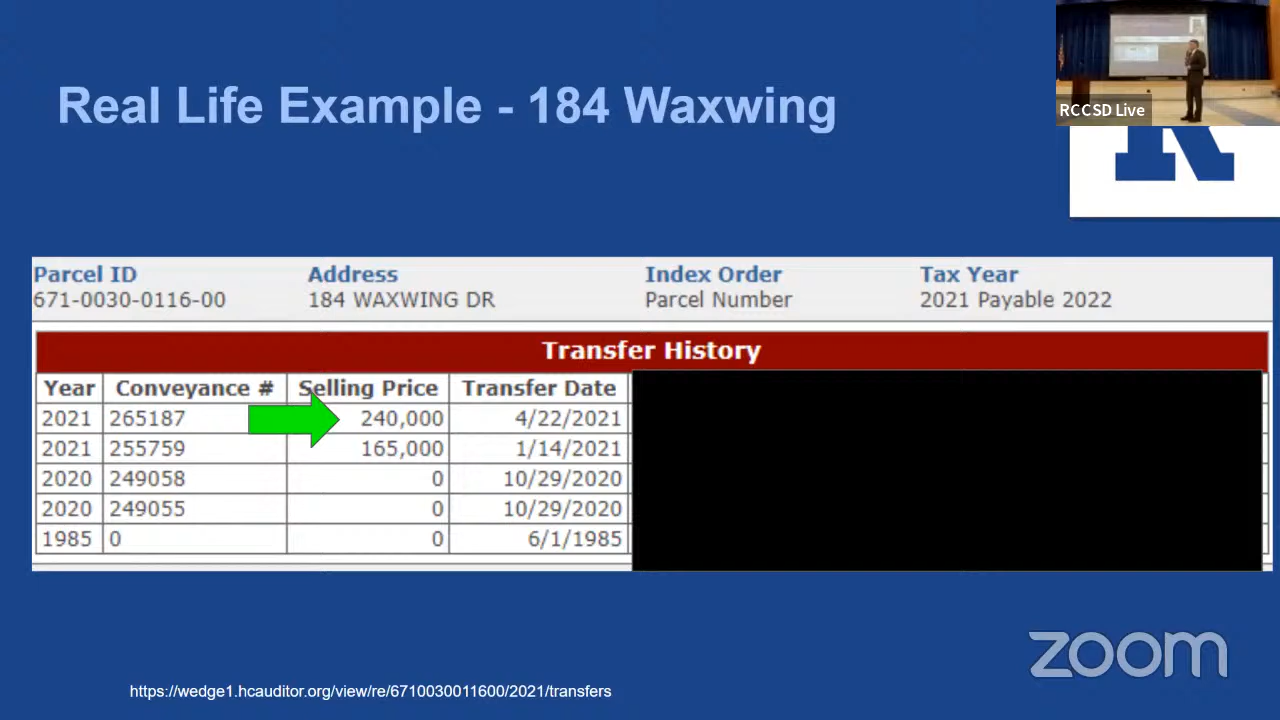 Real Life Example - 184 Waxwing
RCCSD Live
R
Parcel ID Address Index Order Tax Year
671-0030-0116-00 184 WAXWING DR Parcel Number 2021 Payable 2022
Transfer History
Year Conveyance # Selling Price Transfer Date
2021 265187 240,000 4/22/2021
2021 255759 165,000 1/14/2021
2020 249058 0 10/29/2020
2020 249055 0 10/29/2020
1985 0 0 6/1/1985
zoom
https://wedge1.hcauditor.org/view/re/6710030011600/2021/transfers